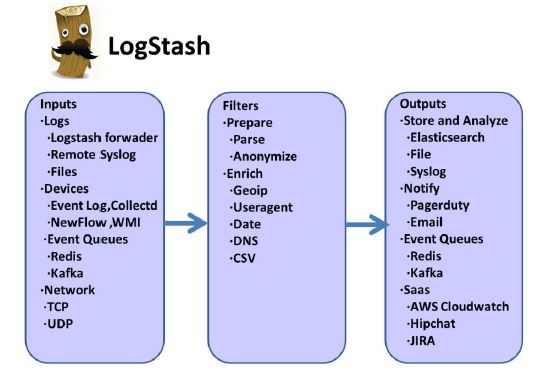 LogStash
Inputs
·Logs
·Logstash forwader
·Remote Syslog
·Files
·Devices
·Event Log,Collectd
·NewFlow ,WMI
·Event Queues
·Redis
·Kafka
·Network
·TCP
·UDP
Filters
·Prepare
·Parse
·Anonymize
·Enrich
·Geoip
·Useragent
·Date
·DNS
·CSV
Outputs
·Store and Analyze
·Elasticsearch
·File
·Syslog
·Notify
·Pagerduty
·Email
·Event Queues
·Redis
·Kafka
·Saas
·AWS Cloudwatch
·Hipchat
·JIRA